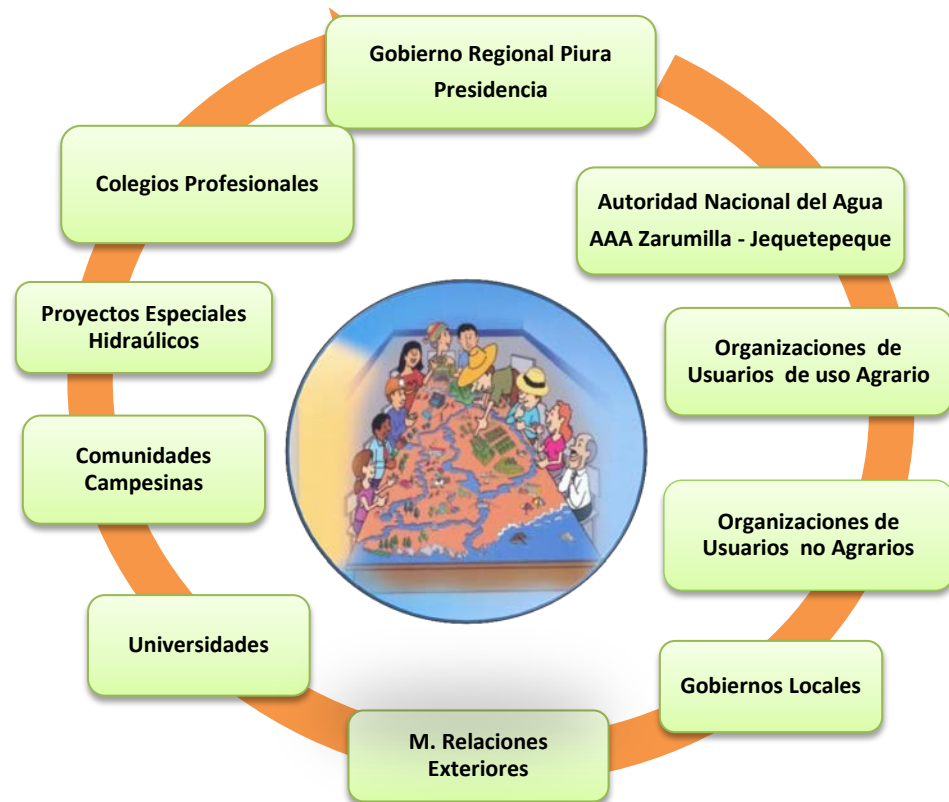 Gobierno Regional Piura
Presidencia
Autoridad Nacional del Agua
AAA Zarumilla - Jequetepeque
Organizaciones de
Usuarios de uso Agrario
Organizaciones de
Usuarios no Agrarios
Gobiernos Locales
M. Relaciones
Exteriores
Universidades
Comunidades
Campesinas
Proyectos Especiales
Hidraúlicos
Colegios Profesionales